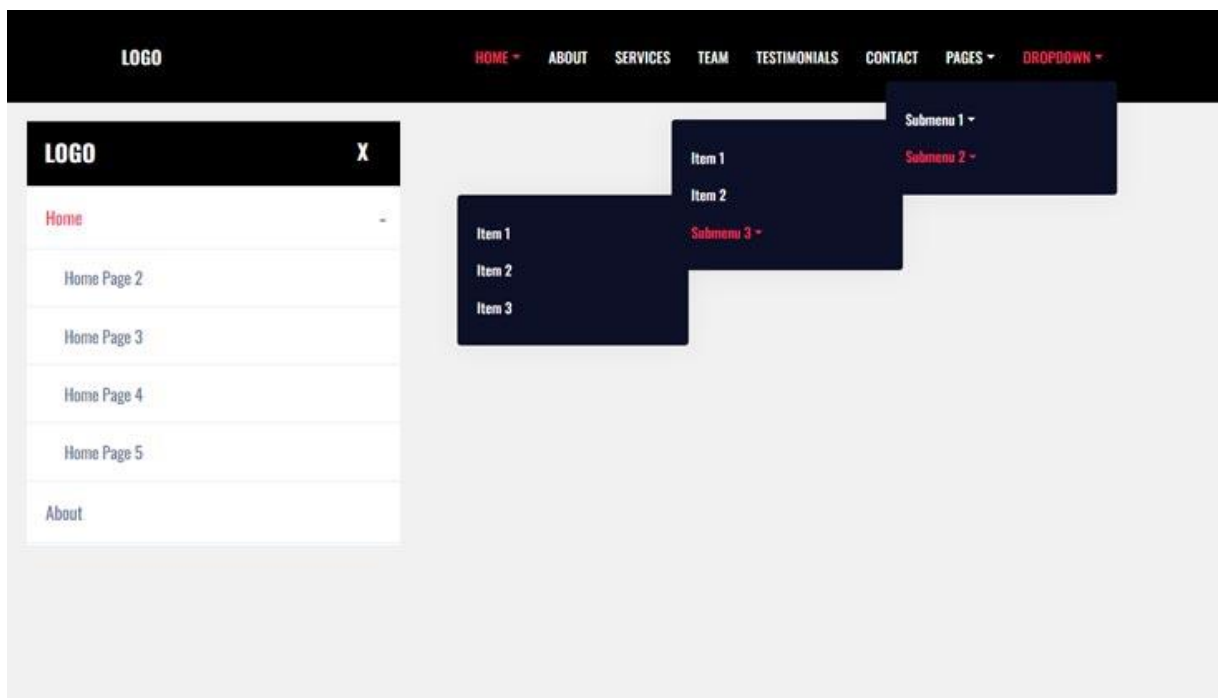 LOGO
HOME ABOUT SERVICES TEAM TESTIMONIALS CONTACT PAGES DROPDOWN
LOGO X
Home -
Home Page 2
Home Page 3
Home Page 4
Home Page 5
About
Submenu 1
Submenu 2
Item 1
Item 2
Submenu 3
Item 1
Item 2
Item 3